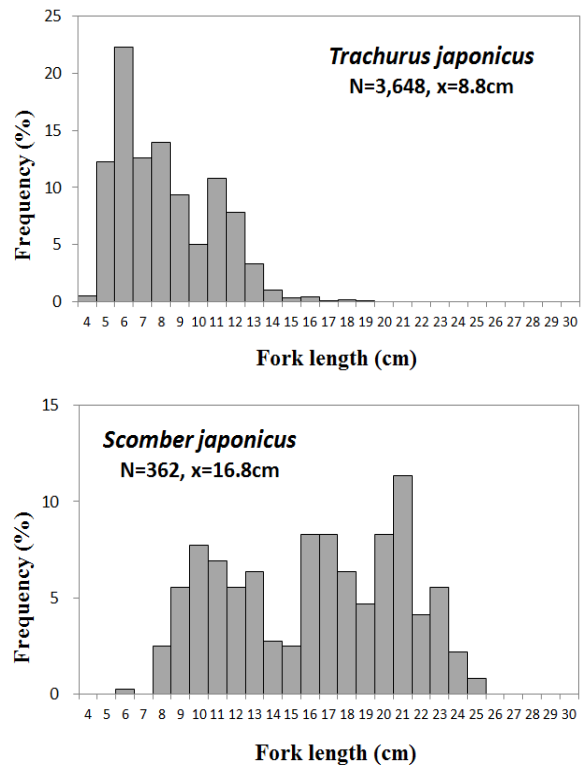 25
20
15
10
5
0
Frequency (%)
Trachurus japonicus
N=3,648, x=8.8cm
4 5 6 7 8 9 10 11 12 13 14 15 16 17 18 19 20 21 22 23 24 25 26 27 28 29 30
Fork length (cm)
15
10
5
0
Frequency (%)
Scomber japonicus
N=362, x=16.8cm
4 5 6 7 8 9 10 11 12 13 14 15 16 17 18 19 20 21 22 23 24 25 26 27 28 29 30
Fork length (cm)